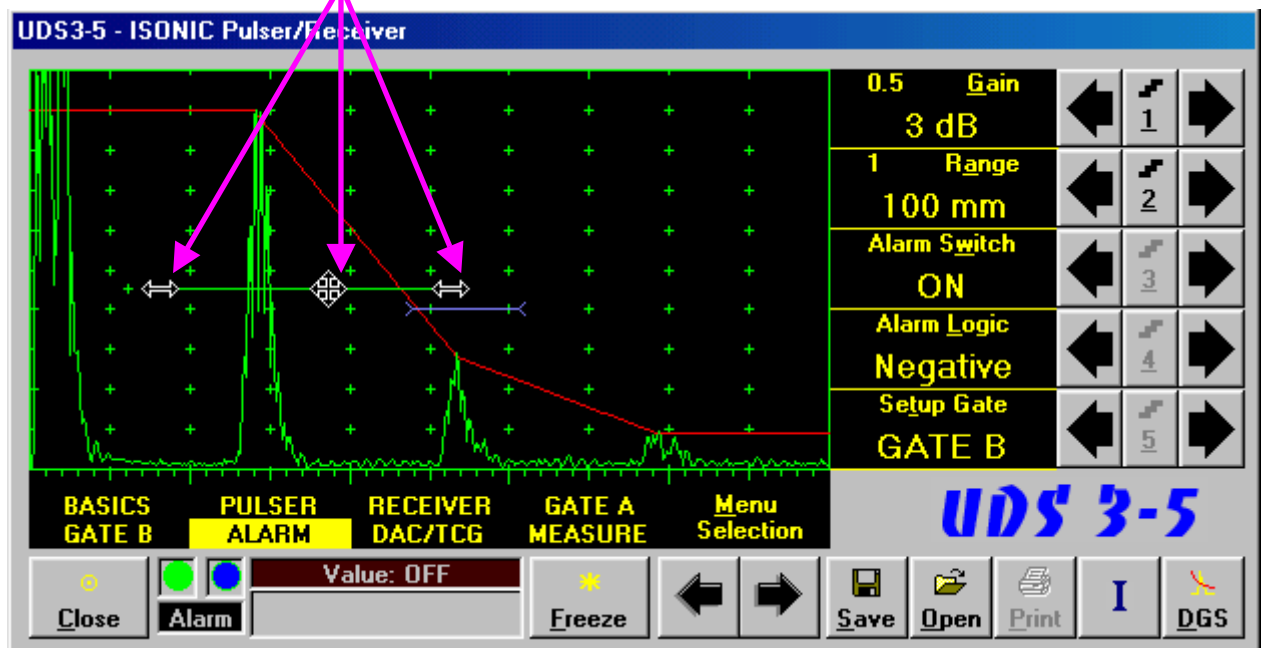 UDS3-5 - ISONIC Pulser/Receiver
0.5 Gain
3 dB
1
1 Range
100 mm
2
Alarm Switch
ON
3
Alarm Logic
Negative
4
Setup Gate
GATE B
5
BASICS PULSER RECEIVER GATE A Menu
GATE B ALARM DAC/TCG MEASURE Selection
UDS 3-5
Value: OFF
Close Alarm Freeze Save Open Print I DGS